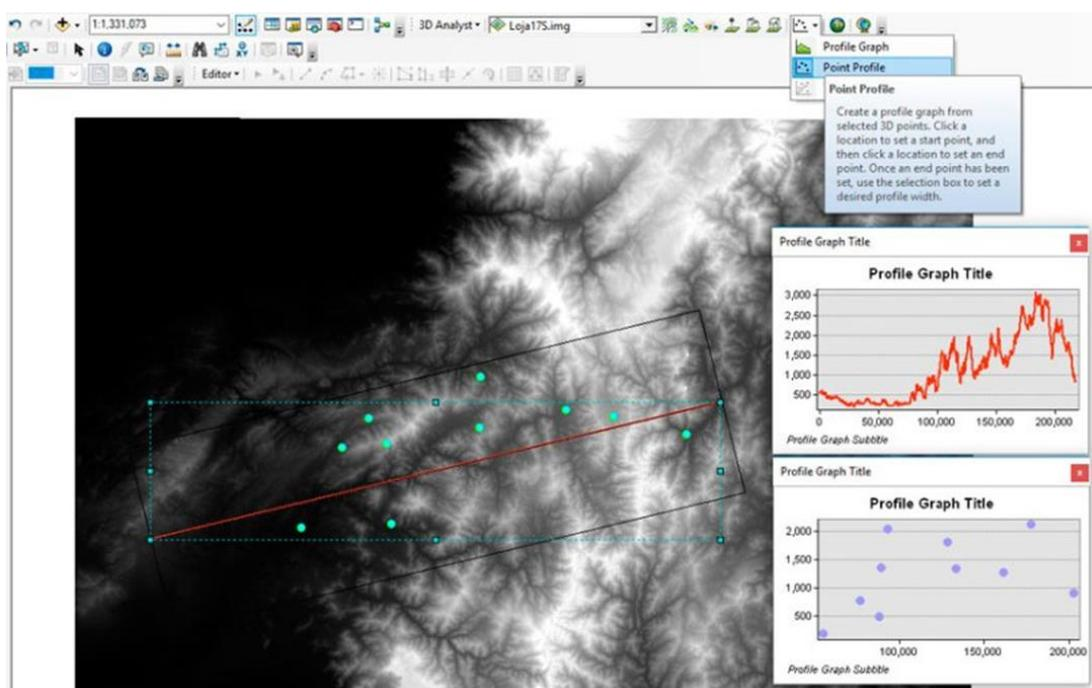 1:1,331,073
3D Analyst
Loja17S.img
Editor
Profile Graph
Point Profile
Point Profile
Create a profile graph from
selected 3D points. Click a
location to set a start point, and
then click a location to set an end
point. Once an end point has been
set, use the selection box to set a
desired profile width.
Profile Graph Title
x
Profile Graph Title
3,000
2,500
2,000
1,500
1,000
500
0
50,000
100,000
150,000
200,000
Profile Graph Subtitle
Profile Graph Title
x
Profile Graph Title
2,000
1,500
1,000
500
100,000
150,000
200,000
Profile Graph Subtitle